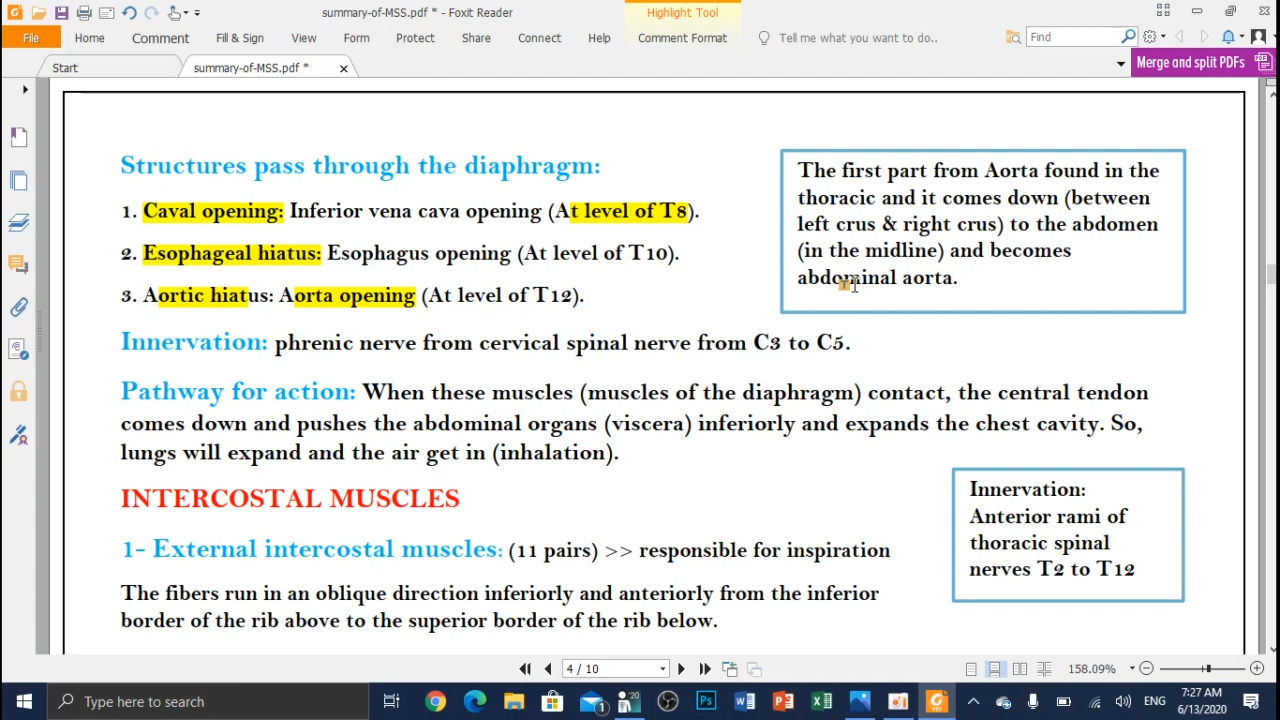 summary-of-MSS.pdf * - Foxit Reader
Highlight Tool
File Home Comment Fill & Sign View Form Protect Share Connect Help Comment Format Tell me what you want to do.. Find
Start summary-of-MSS.pdf * Merge and split PDFs
Structures pass through the diaphragm:
1. Caval opening: Inferior vena cava opening (At level of T8).
2. Esophageal hiatus: Esophagus opening (At level of T10).
3. Aortic hiatus: Aorta opening (At level of T12).
The first part from Aorta found in the
thoracic and it comes down (between
left crus & right crus) to the abdomen
(in the midline) and becomes
abdominal aorta.
Innervation: phrenic nerve from cervical spinal nerve from C3 to C5.
Pathway for action: When these muscles (muscles of the diaphragm) contact, the central tendon
comes down and pushes the abdominal organs (viscera) inferiorly and expands the chest cavity. So,
lungs will expand and the air get in (inhalation).
INTERCOSTAL MUSCLES
1- External intercostal muscles: (11 pairs) >> responsible for inspiration
The fibers run in an oblique direction inferiorly and anteriorly from the inferior
border of the rib above to the superior border of the rib below.
Innervation:
Anterior rami of
thoracic spinal
nerves T2 to T12
4 / 10
158.09%
Type here to search
ENG
7:27 AM
6/13/2020